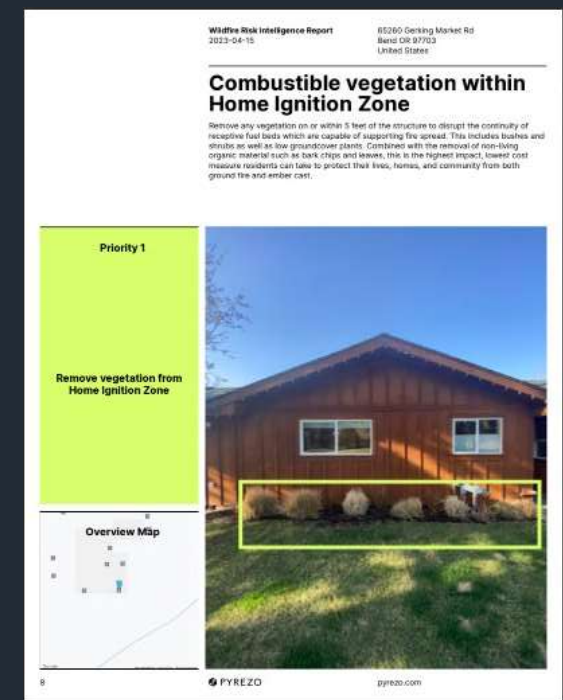 Wildfire Risk Intelligence Report
2023-04-15
65260 Gerking Market Rd
Bend OR 97703
United States
Combustible vegetation within
Home Ignition Zone
Remove any vegetation on or within 5 feet of the structure to disrupt the continuity of
receptive fuel beds which are capable of supporting fire spread. This includes bushes and
shrubs as well as low groundcover plants. Combined with the removal of non-living
organic material such as bark chips and leaves, this is the highest impact, lowest cost
measure residents can take to protect their lives, homes, and community from both
ground fire and ember cast.
Priority 1
Remove vegetation from
Home Ignition Zone
Overview Map
8
PYREZO
pyrezo.com